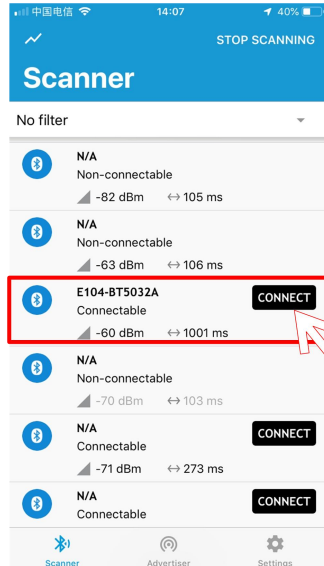 中国电信 14:07 40%
STOP SCANNING
Scanner
No filter
N/A
Non-connectable
-82 dBm ↔ 105 ms
N/A
Non-connectable
-63 dBm ↔ 106 ms
E104-BT5032A
CONNECT
Connectable
-60 dBm ↔ 1001 ms
N/A
Non-connectable
-70 dBm ↔ 103 ms
N/A
CONNECT
Connectable
-71 dBm ↔ 273 ms
N/A
CONNECT
Connectable
Scanner Advertiser Settings